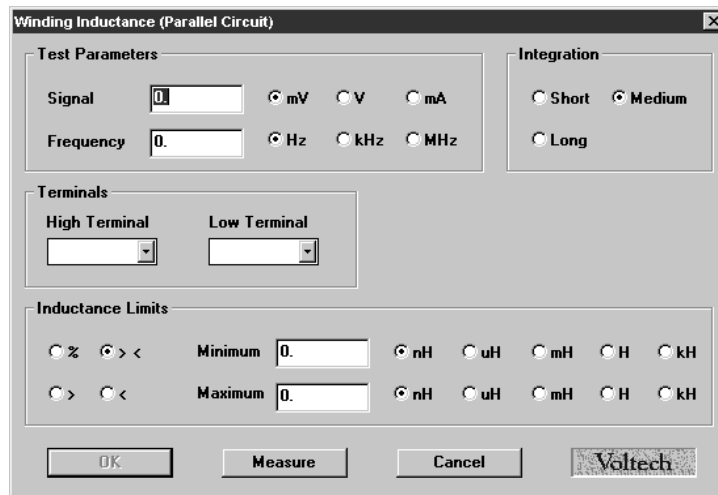 Winding Inductance (Parallel Circuit)
Test Parameters
Signal 0. mV V mA
Frequency 0. Hz kHz MHz
Integration
Short Medium
Long
Terminals
High Terminal Low Terminal
Inductance Limits
% > < Minimum 0. nH uH mH H kH
> < Maximum 0. nH uH mH H kH
OK Measure Cancel Voltech